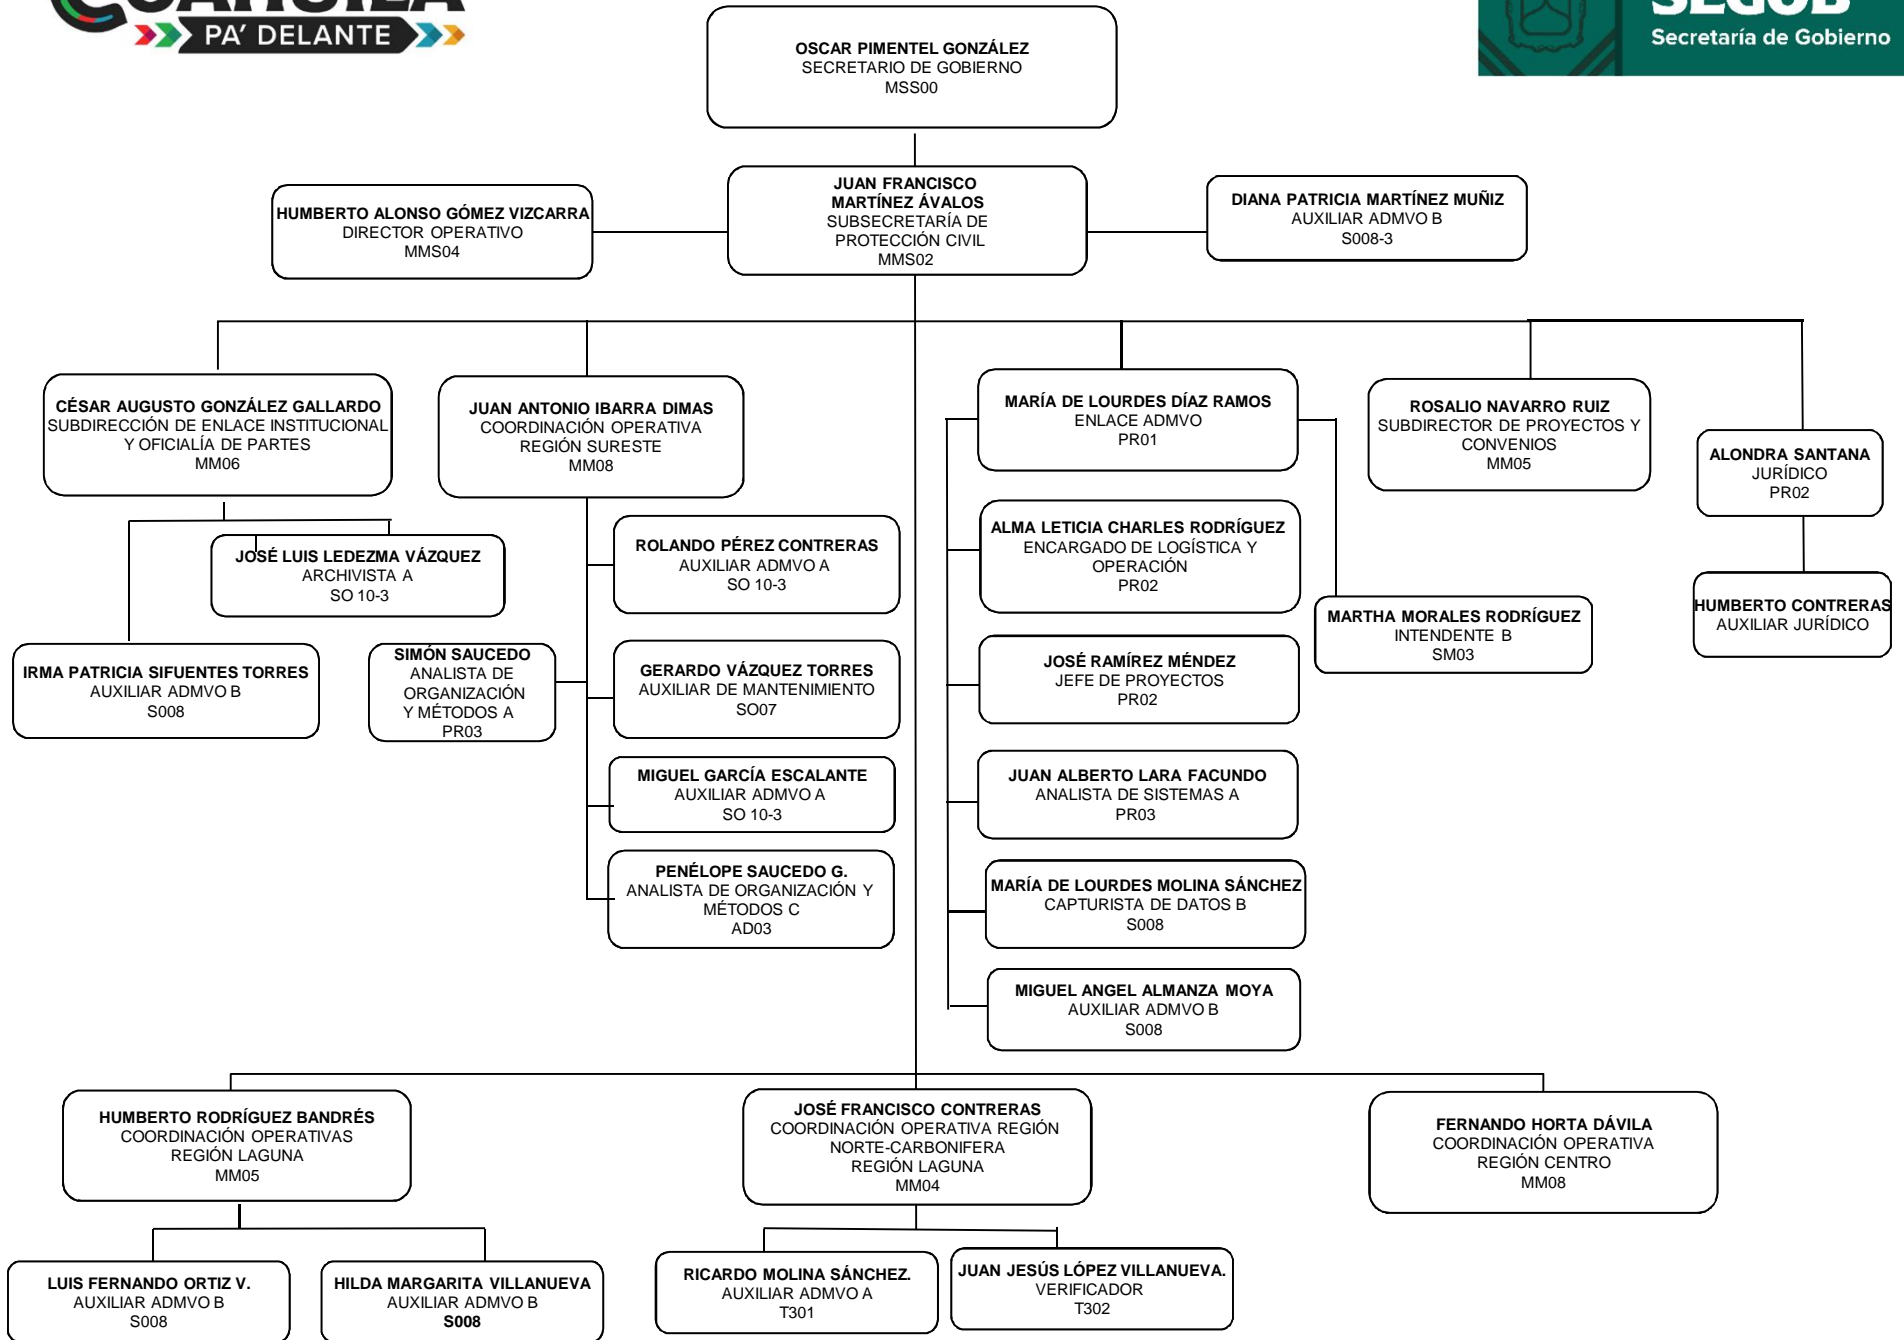 COAHUILA
PA' DELANTE
SEGOB
Secretaría de Gobierno
OSCAR PIMENTEL GONZÁLEZ
SECRETARIO DE GOBIERNO
MSS00
HUMBERTO ALONSO GÓMEZ VIZCARRA
DIRECTOR OPERATIVO
MMS04
JUAN FRANCISCO
MARTÍNEZ ÁVALOS
SUBSECRETARÍA DE
PROTECCIÓN CIVIL
MMS02
DIANA PATRICIA MARTÍNEZ MUÑIZ
AUXILIAR ADMVO B
S008-3
CÉSAR AUGUSTO GONZÁLEZ GALLARDO
SUBDIRECCIÓN DE ENLACE INSTITUCIONAL
Y OFICIALÍA DE PARTES
MM06
JUAN ANTONIO IBARRA DIMAS
COORDINACIÓN OPERATIVA
REGIÓN SURESTE
MM08
MARÍA DE LOURDES DÍAZ RAMOS
ENLACE ADMVO
PR01
ROSALIO NAVARRO RUIZ
SUBDIRECTOR DE PROYECTOS Y
CONVENIOS
MM05
ALONDRA SANTANA
JURÍDICO
PR02
JOSÉ LUIS LEDEZMA VÁZQUEZ
ARCHIVISTA A
SO 10-3
ROLANDO PÉREZ CONTRERAS
AUXILIAR ADMVO A
SO 10-3
ALMA LETICIA CHARLES RODRÍGUEZ
ENCARGADO DE LOGÍSTICA Y
OPERACIÓN
PR02
MARTHA MORALES RODRÍGUEZ
INTENDENTE B
SM03
HUMBERTO CONTRERAS
AUXILIAR JURÍDICO
IRMA PATRICIA SIFUENTES TORRES
AUXILIAR ADMVO B
S008
SIMÓN SAUCEDO
ANALISTA DE
ORGANIZACIÓN
Y MÉTODOS A
PR03
GERARDO VÁZQUEZ TORRES
AUXILIAR DE MANTENIMIENTO
SO07
JOSÉ RAMÍREZ MÉNDEZ
JEFE DE PROYECTOS
PR02
MIGUEL GARCÍA ESCALANTE
AUXILIAR ADMVO A
SO 10-3
JUAN ALBERTO LARA FACUNDO
ANALISTA DE SISTEMAS A
PR03
PENÉLOPE SAUCEDO G.
ANALISTA DE ORGANIZACIÓN Y
MÉTODOS C
AD03
MARÍA DE LOURDES MOLINA SÁNCHEZ
CAPTURISTA DE DATOS B
S008
MIGUEL ANGEL ALMANZA MOYA
AUXILIAR ADMVO B
S008
HUMBERTO RODRÍGUEZ BANDRÉS
COORDINACIÓN OPERATIVAS
REGIÓN LAGUNA
MM05
JOSÉ FRANCISCO CONTRERAS
COORDINACIÓN OPERATIVA REGIÓN
NORTE-CARBONIFERA
REGIÓN LAGUNA
MM04
FERNANDO HORTA DÁVILA
COORDINACIÓN OPERATIVA
REGIÓN CENTRO
MM08
LUIS FERNANDO ORTIZ V.
AUXILIAR ADMVO B
S008
HILDA MARGARITA VILLANUEVA
AUXILIAR ADMVO B
S008
RICARDO MOLINA SÁNCHEZ.
AUXILIAR ADMVO A
T301
JUAN JESÚS LÓPEZ VILLANUEVA.
VERIFICADOR
T302